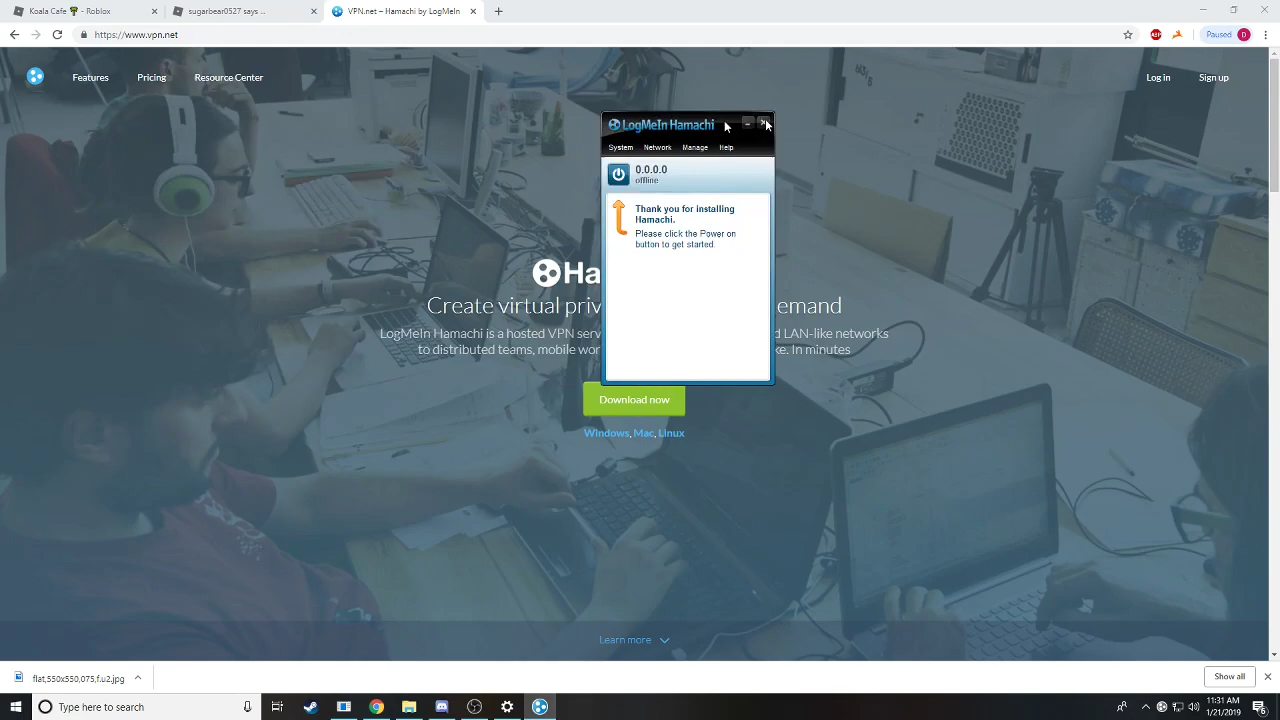 Koala Cafe 🌴 - Roblox
sugarbear0527 says ...
VPN.net – Hamachi by LogMeIn
https://www.vpn.net
ABP
Paused
D
Features
Pricing
Resource Center
Log in
Sign up
LogMeIn Hamachi
System
Network
Manage
Help
0.0.0.0
offline
Thank you for installing
Hamachi.
Please click the Power on
button to get started.
Ha
Create virtual priv
emand
LogMeIn Hamachi is a hosted VPN serv
d LAN-like networks
to distributed teams, mobile wor
ke. In minutes
Download now
Windows, Mac, Linux
Learn more
flat,550x550,075,f.u2.jpg
Show all
Type here to search
11:31 AM
1/21/2019
6